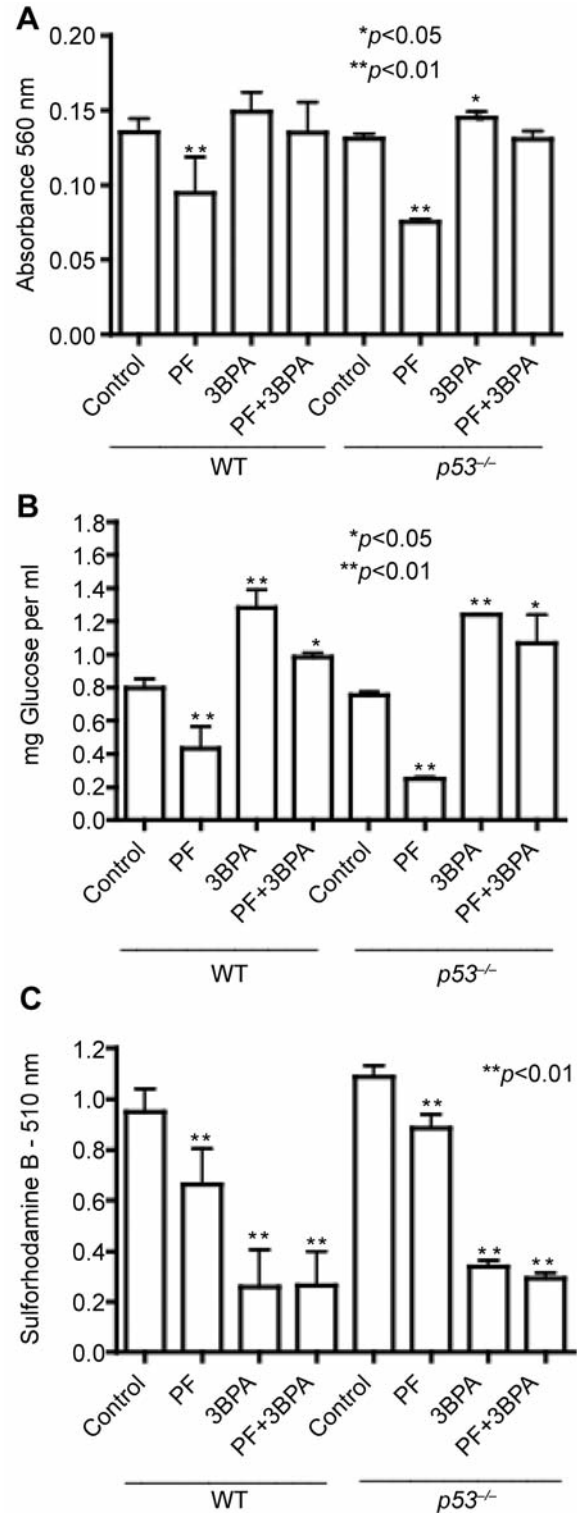 A
Absorbance 560 nm
0.20
0.15
0.10
0.05
0.00
*p<0.05
**p<0.01
**
**
*
Control
PF
3BPA
PF+3BPA
Control
PF
3BPA
PF+3BPA
WT
p53–/–
B
mg Glucose per ml
1.8
1.6
1.4
1.2
1.0
0.8
0.6
0.4
0.2
0.0
*p<0.05
**p<0.01
**
**
*
**
**
*
Control
PF
3BPA
PF+3BPA
Control
PF
3BPA
PF+3BPA
WT
p53–/–
C
Sulforhodamine B - 510 nm
1.2
1.0
0.8
0.6
0.4
0.2
0.0
**p<0.01
**
**
**
**
**
**
Control
PF
3BPA
PF+3BPA
Control
PF
3BPA
PF+3BPA
WT
p53–/–